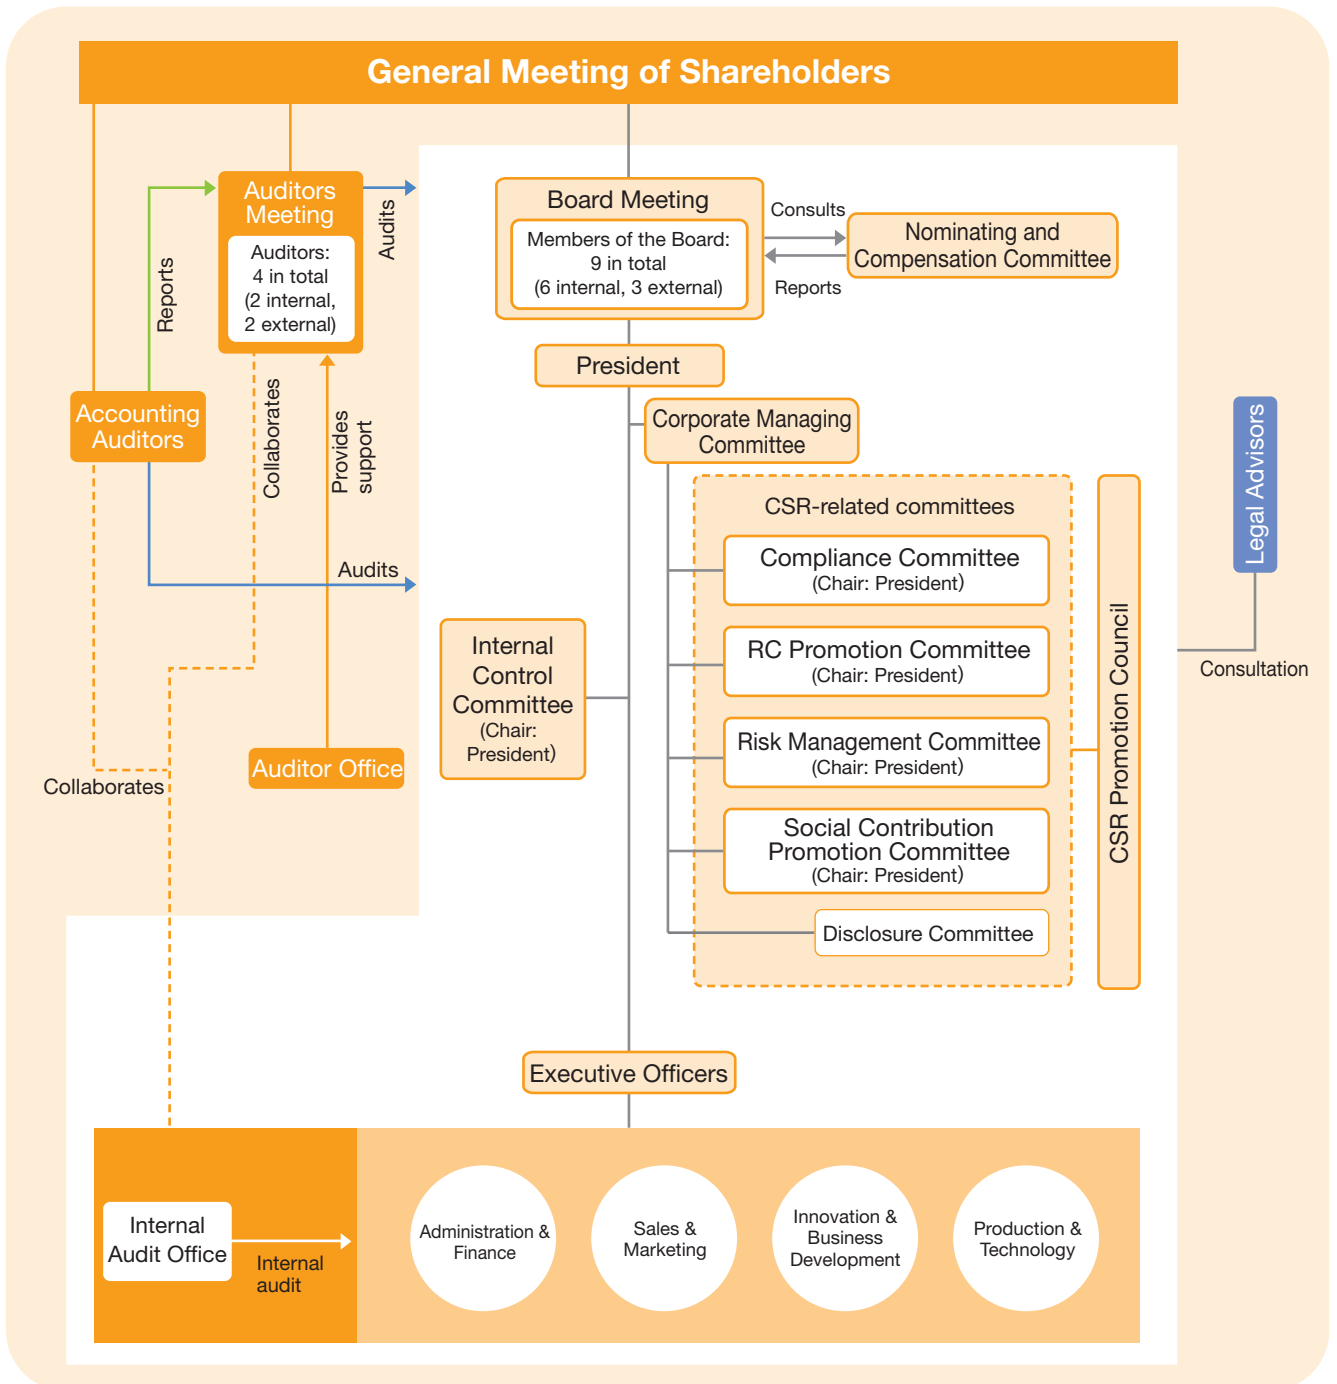 General Meeting of Shareholders
Auditors
Meeting
Auditors:
4 in total
(2 internal,
2 external)
Audits
Reports
Board Meeting
Members of the Board:
9 in total
(6 internal, 3 external)
Consults
Reports
Nominating and
Compensation Committee
President
Accounting
Auditors
Collaborates
Provides
support
Corporate Managing
Committee
Legal Advisors
CSR-related committees
Compliance Committee
(Chair: President)
Audits
RC Promotion Committee
(Chair: President)
CSR Promotion Council
Consultation
Internal
Control
Committee
(Chair:
President)
Risk Management Committee
(Chair: President)
Auditor Office
Collaborates
Social Contribution
Promotion Committee
(Chair: President)
Disclosure Committee
Executive Officers
Internal
Audit Office
Internal
audit
Administration &
Finance
Sales &
Marketing
Innovation &
Business
Development
Production &
Technology